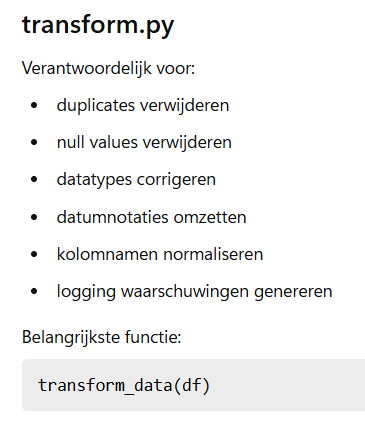 transform.py
Verantwoordelijk voor:
• duplicates verwijderen
• null values verwijderen
• datatypes corrigeren
• datumnotaties omzetten
• kolomnamen normaliseren
• logging waarschuwingen genereren
Belangrijkste functie:
transform_data(df)